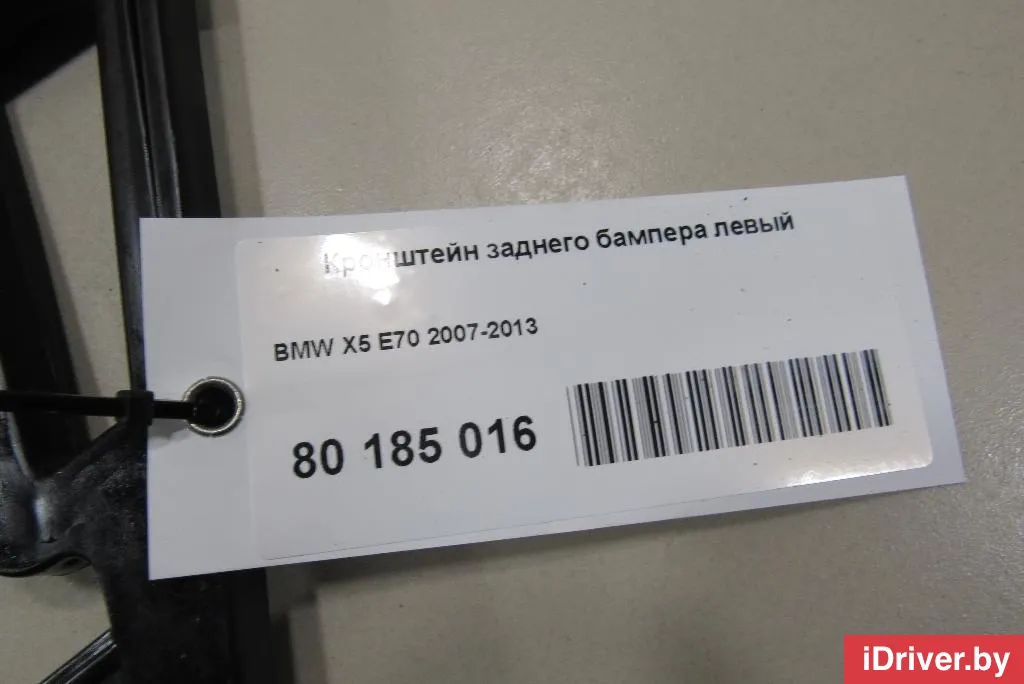 Кронштейн заднего бампера левый
BMW X5 E70 2007-2013
80 185 016
iDriver.by